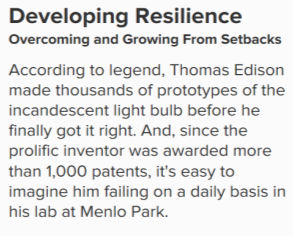 Developing Resilience
Overcoming and Growing From Setbacks
According to legend, Thomas Edison
made thousands of prototypes of the
incandescent light bulb before he
finally got it right. And, since the
prolific inventor was awarded more
than 1,000 patents, it's easy to
imagine him failing on a daily basis in
his lab at Menlo Park.